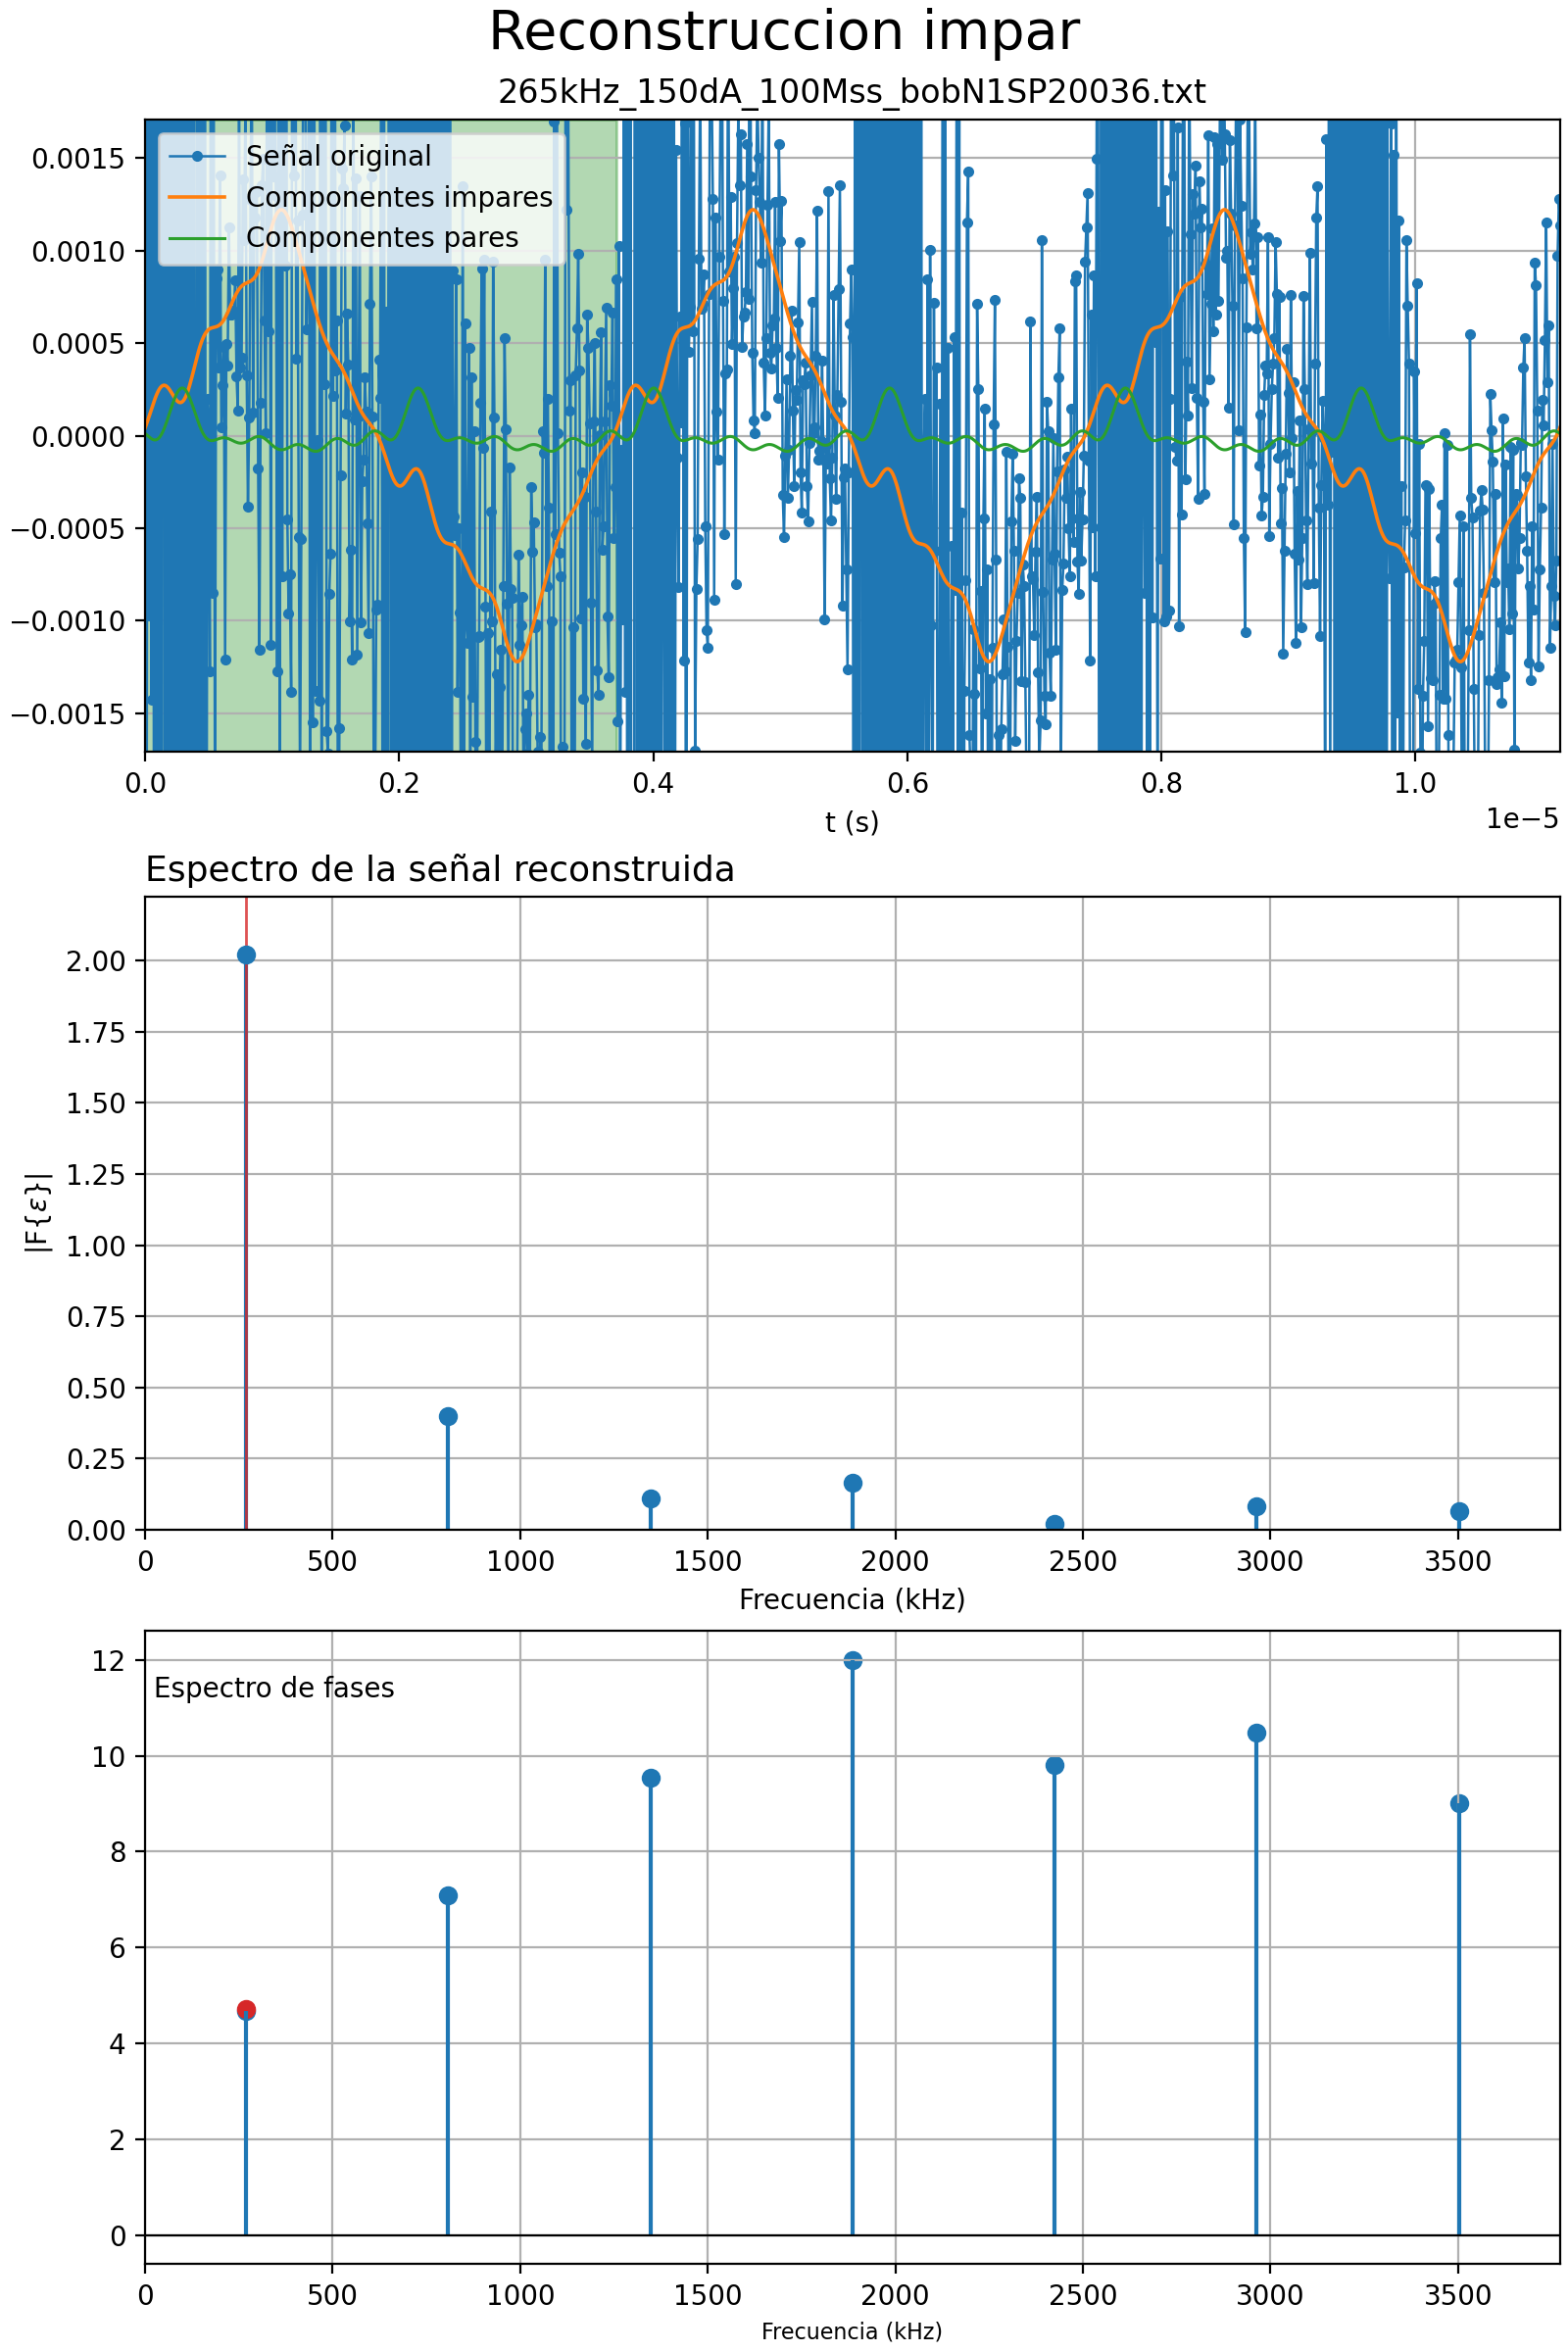 Reconstruccion impar
265kHz_150dA_100Mss_bobN1SP20036.txt
Señal original
Componentes impares
Componentes pares
0.0015
0.0010
0.0005
0.0000
−0.0005
−0.0010
−0.0015
0.0 0.2 0.4 0.6 0.8 1.0
1e−5
t (s)
Espectro de la señal reconstruida
|F{ε}|
2.00
1.75
1.50
1.25
1.00
0.75
0.50
0.25
0.00
0 500 1000 1500 2000 2500 3000 3500
Frecuencia (kHz)
Espectro de fases
12
10
8
6
4
2
0
0 500 1000 1500 2000 2500 3000 3500
Frecuencia (kHz)